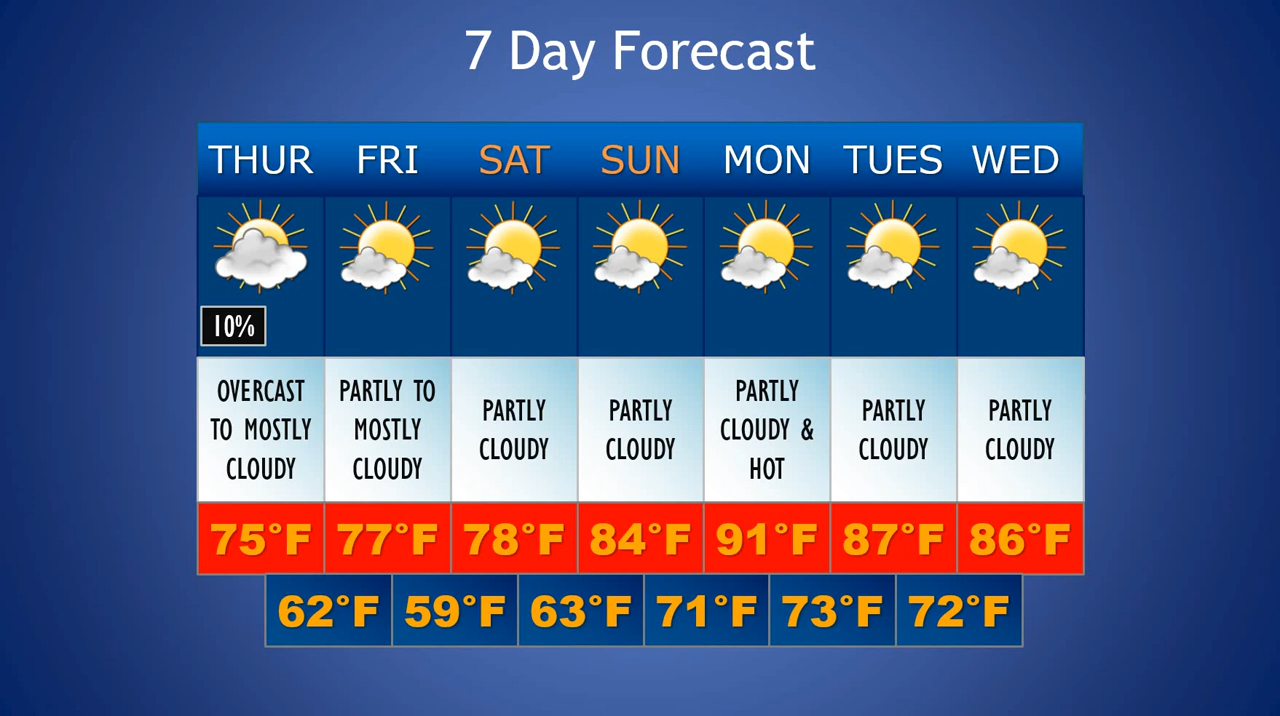 7 Day Forecast
THUR FRI SAT SUN MON TUES WED
10%
OVERCAST
TO MOSTLY
CLOUDY
PARTLY TO
MOSTLY
CLOUDY
PARTLY
CLOUDY
PARTLY
CLOUDY
PARTLY
CLOUDY &
HOT
PARTLY
CLOUDY
PARTLY
CLOUDY
75°F 77°F 78°F 84°F 91°F 87°F 86°F
62°F 59°F 63°F 71°F 73°F 72°F